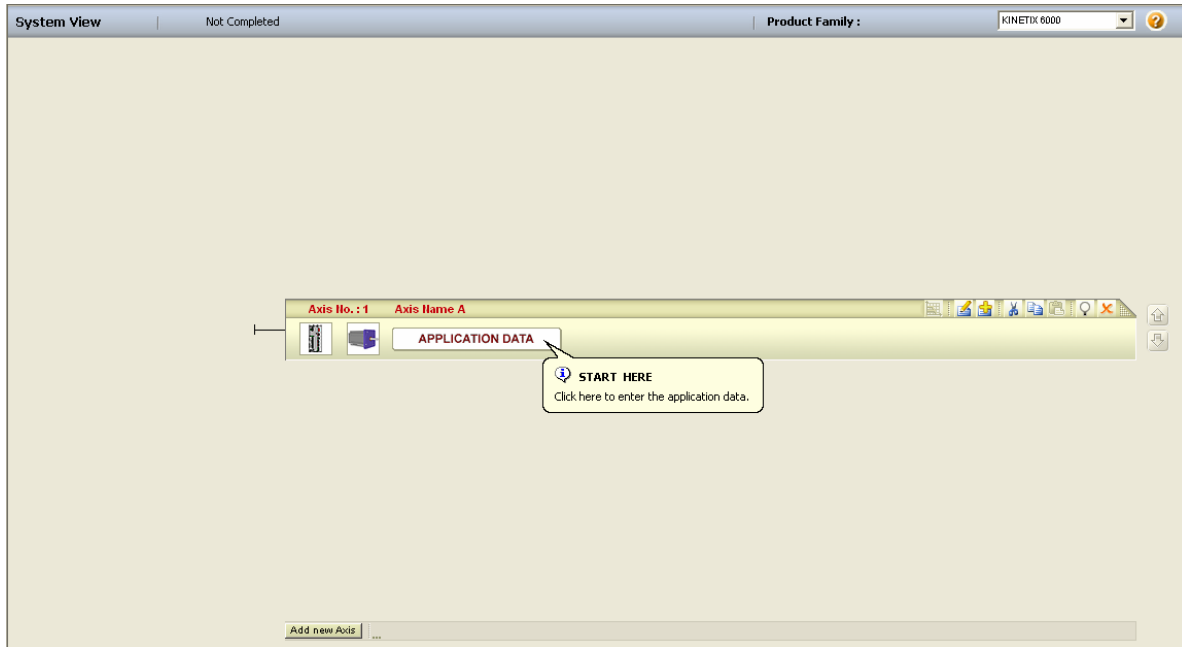 System View | Not Completed | Product Family : KINETIX 6000
Axis No. : 1 Axis Name A
APPLICATION DATA
START HERE
Click here to enter the application data.
Add new Axis ...